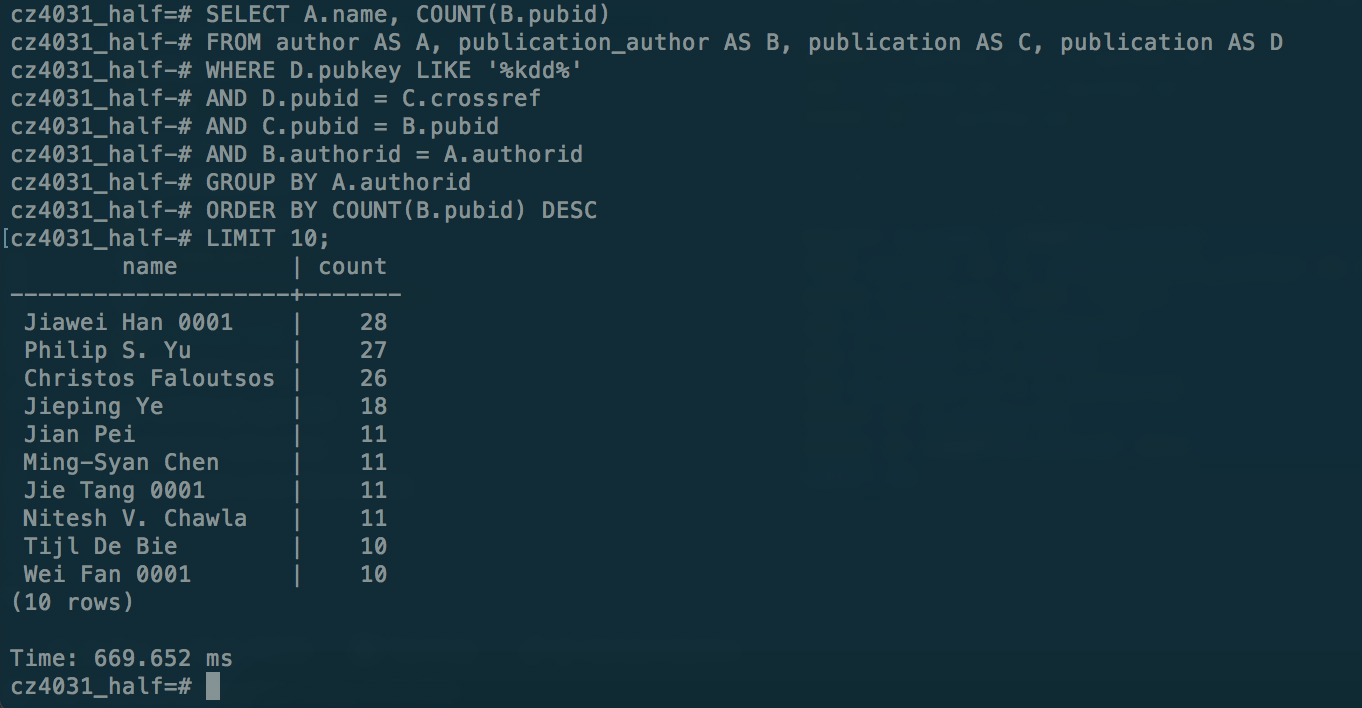 cz4031_half=# SELECT A.name, COUNT(B.pubid)
cz4031_half-# FROM author AS A, publication_author AS B, publication AS C, publication AS D
cz4031_half-# WHERE D.pubkey LIKE '%kdd%'
cz4031_half-# AND D.pubid = C.crossref
cz4031_half-# AND C.pubid = B.pubid
cz4031_half-# AND B.authorid = A.authorid
cz4031_half-# GROUP BY A.authorid
cz4031_half-# ORDER BY COUNT(B.pubid) DESC
[cz4031_half-# LIMIT 10;
        name        | count
--------------------+-------
 Jiawei Han 0001    |    28
 Philip S. Yu       |    27
 Christos Faloutsos |    26
 Jieping Ye         |    18
 Jian Pei           |    11
 Ming-Syan Chen     |    11
 Jie Tang 0001      |    11
 Nitesh V. Chawla   |    11
 Tijl De Bie        |    10
 Wei Fan 0001       |    10
(10 rows)

Time: 669.652 ms
cz4031_half=#